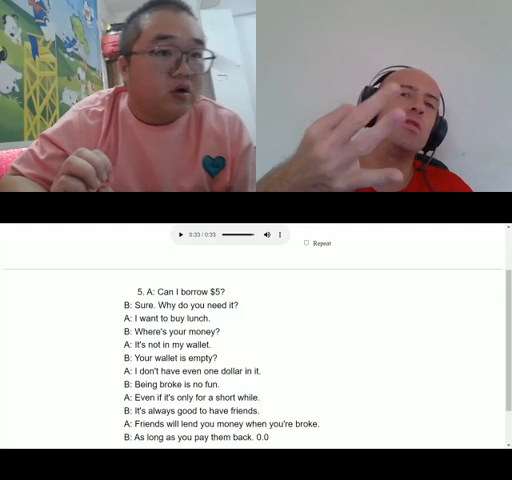 0:33 / 0:33
Repeat
5. A: Can I borrow $5?
B: Sure. Why do you need it?
A: I want to buy lunch.
B: Where's your money?
A: It's not in my wallet.
B: Your wallet is empty?
A: I don't have even one dollar in it.
B: Being broke is no fun.
A: Even if it's only for a short while.
B: It's always good to have friends.
A: Friends will lend you money when you're broke.
B: As long as you pay them back. 0.0